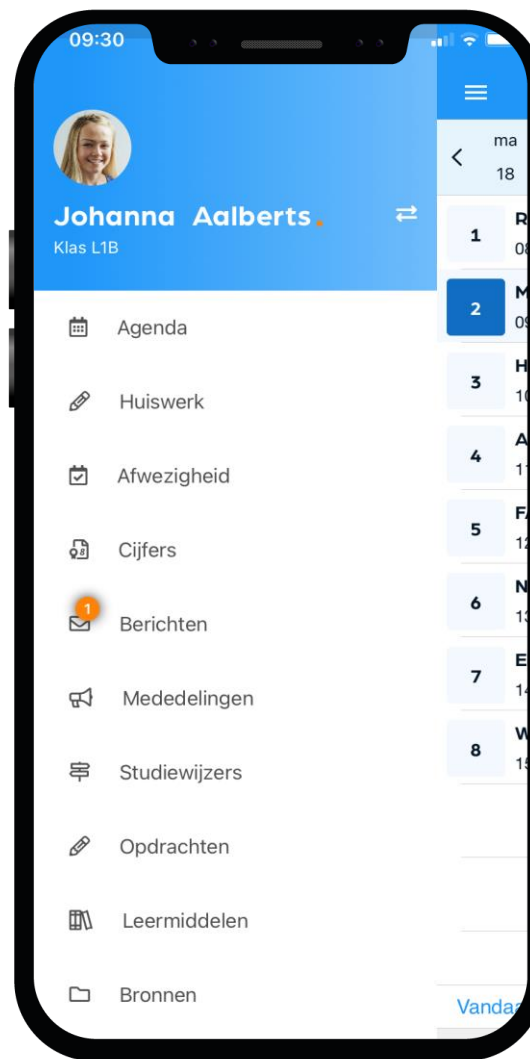 09:30
Johanna Aalberts.
Klas L1B
Agenda
Huiswerk
Afwezigheid
Cijfers
1
Berichten
Mededelingen
Studiewijzers
Opdrachten
Leermiddelen
Bronnen
ma
18
1
2
3
4
5
6
7
8